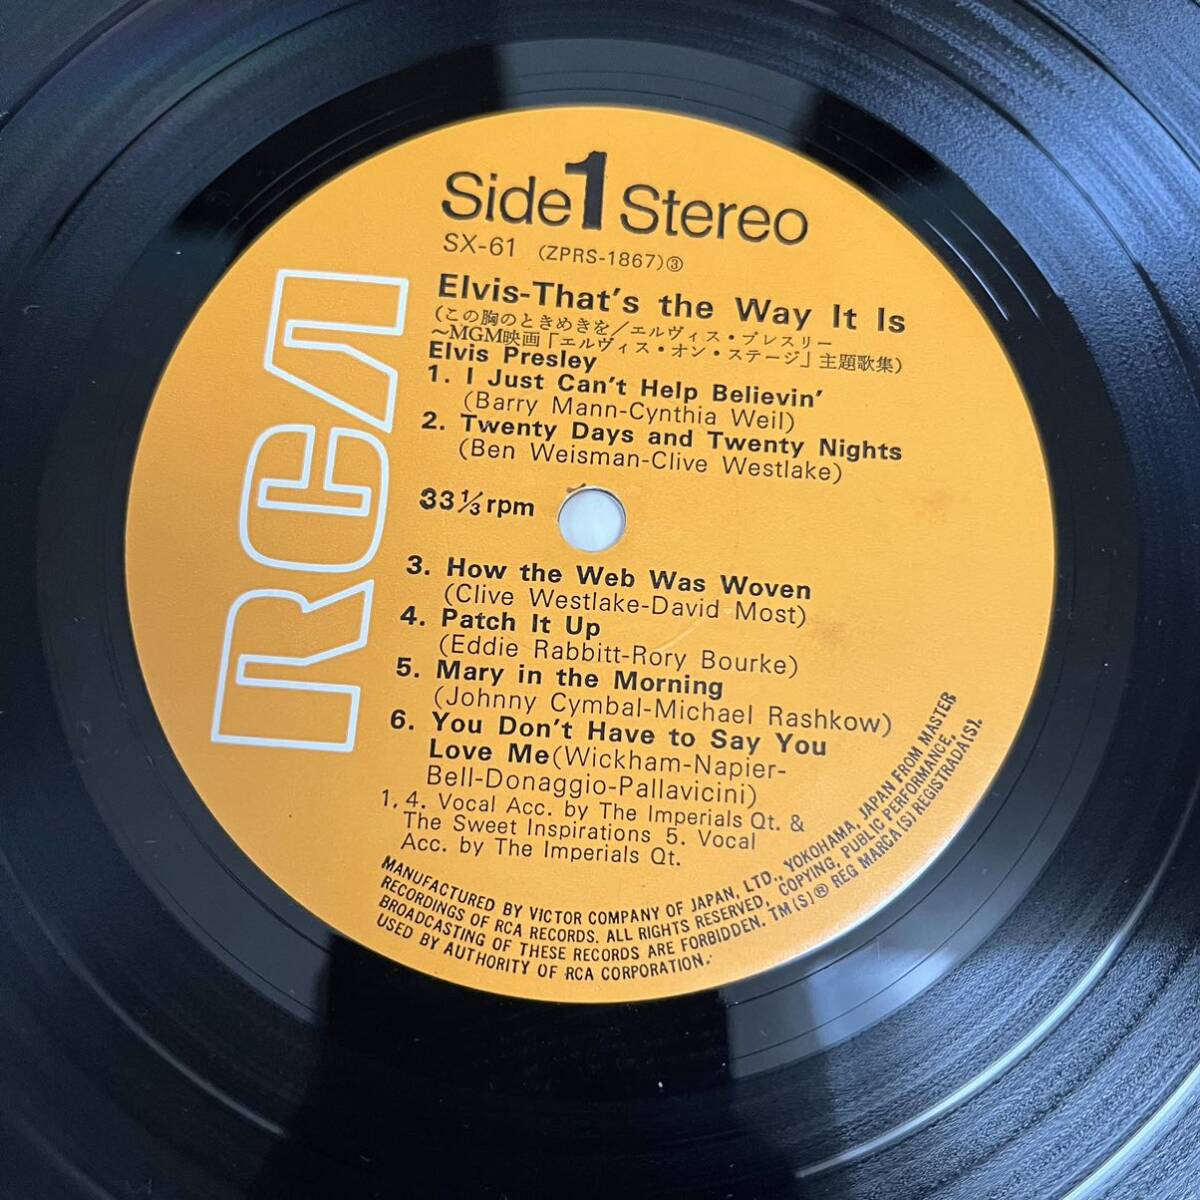 Side 1 Stereo
SX-61 (ZPRS-1867)③
Elvis-That's the Way It Is
(この胸のときめきを/エルヴィス・プレスリー
〜MGM映画「エルヴィス・オン・ステージ」主題歌集)
Elvis Presley
1. I Just Can't Help Believin'
(Barry Mann-Cynthia Weil)
2. Twenty Days and Twenty Nights
(Ben Weisman-Clive Westlake)
33 1/3 rpm
3. How the Web Was Woven
(Clive Westlake-David Most)
4. Patch It Up
(Eddie Rabbitt-Rory Bourke)
5. Mary in the Morning
(Johnny Cymbal-Michael Rashkow)
6. You Don't Have to Say You
Love Me(Wickham-Napier-
Bell-Donaggio-Pallavicini)
1, 4. Vocal Acc. by The Imperials Qt. &
The Sweet Inspirations 5. Vocal
Acc. by The Imperials Qt.
MANUFACTURED BY VICTOR COMPANY OF JAPAN, LTD., YOKOHAMA, JAPAN FROM MASTER
RECORDINGS OF RCA RECORDS. ALL RIGHTS RESERVED, COPYING, PUBLIC PERFORMANCE,
BROADCASTING OF THESE RECORDS ARE FORBIDDEN. TM(S)® REG MARCA(S) REGISTRADA(S).
USED BY AUTHORITY OF RCA CORPORATION.
RCA